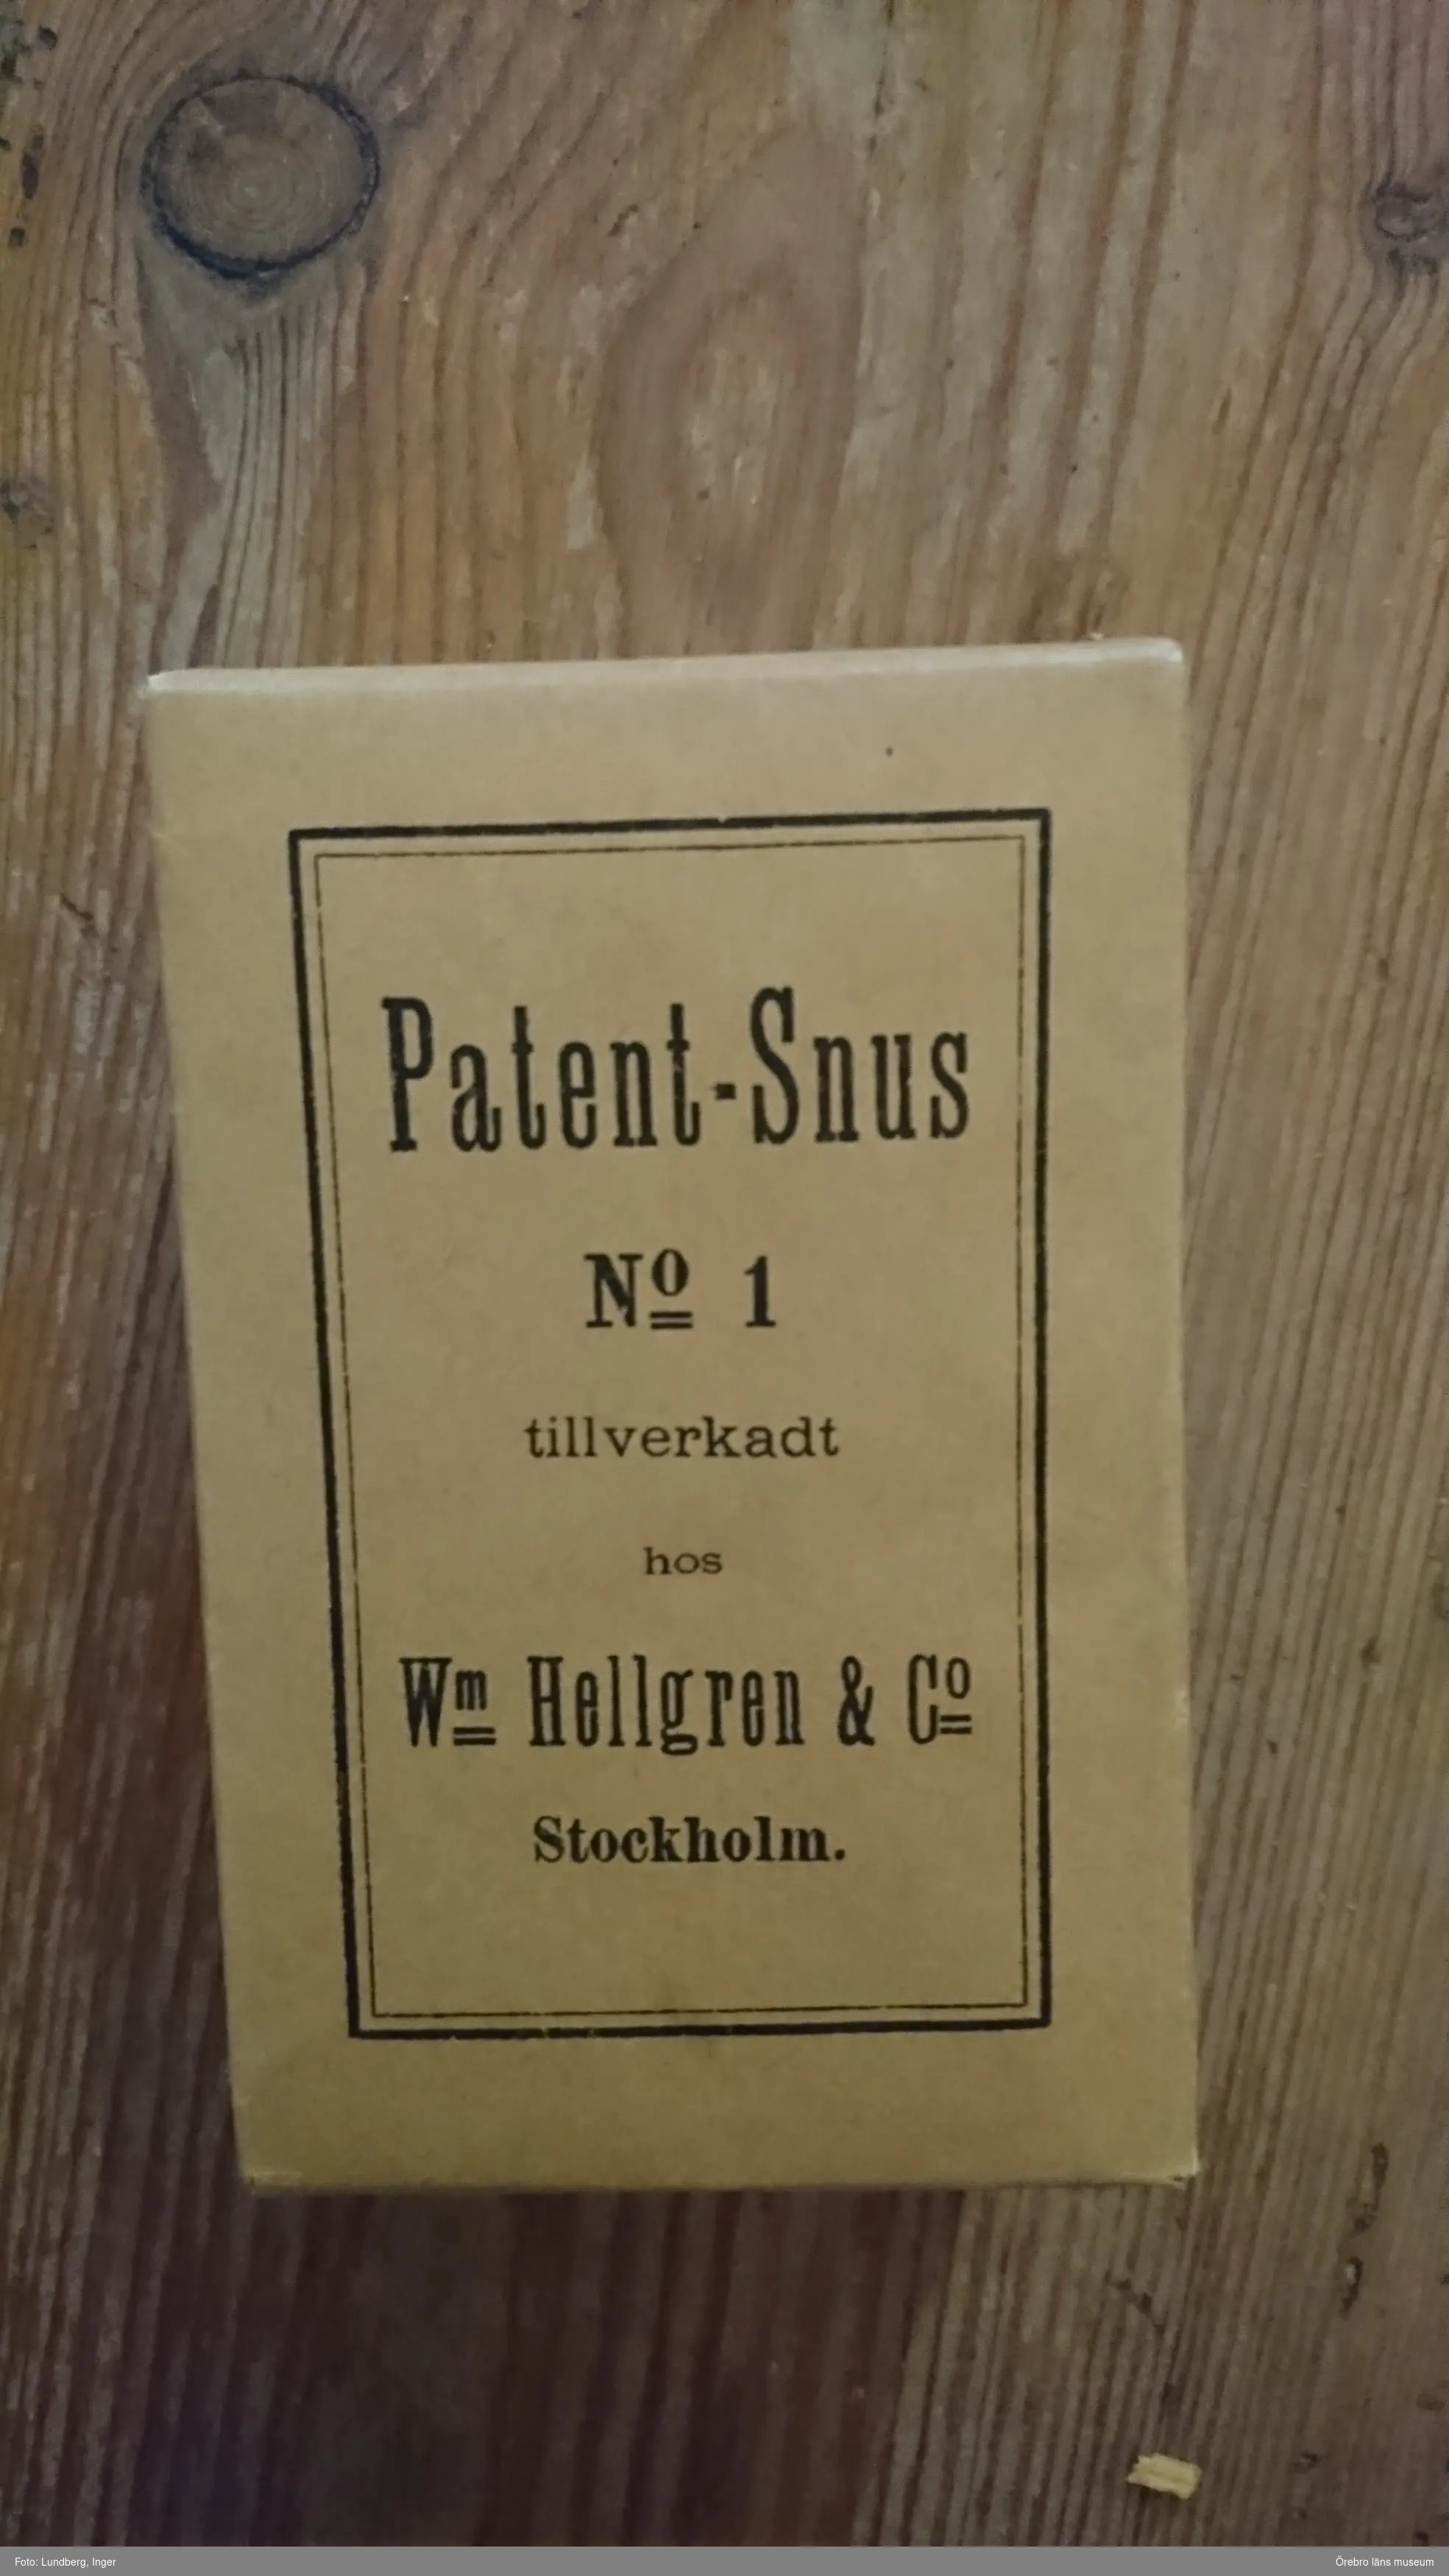 Patent-Snus
Nº 1
tillverkadt
hos
Wm Hellgren & Cº
Stockholm.
Foto: Lundberg, Inger
Örebro läns museum